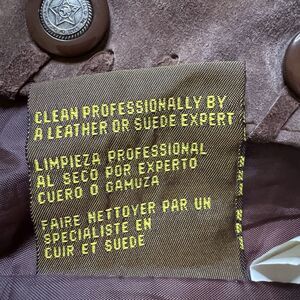 CLEAN PROFESSIONALLY BY
A LEATHER OR SUEDE EXPERT
LIMPIEZA PROFESSIONAL
AL SECO POR EXPERTO
CUERO O GAMUZA
FAIRE NETTOYER PAR UN
SPECIALISTE EN
CUIR ET SUEDE